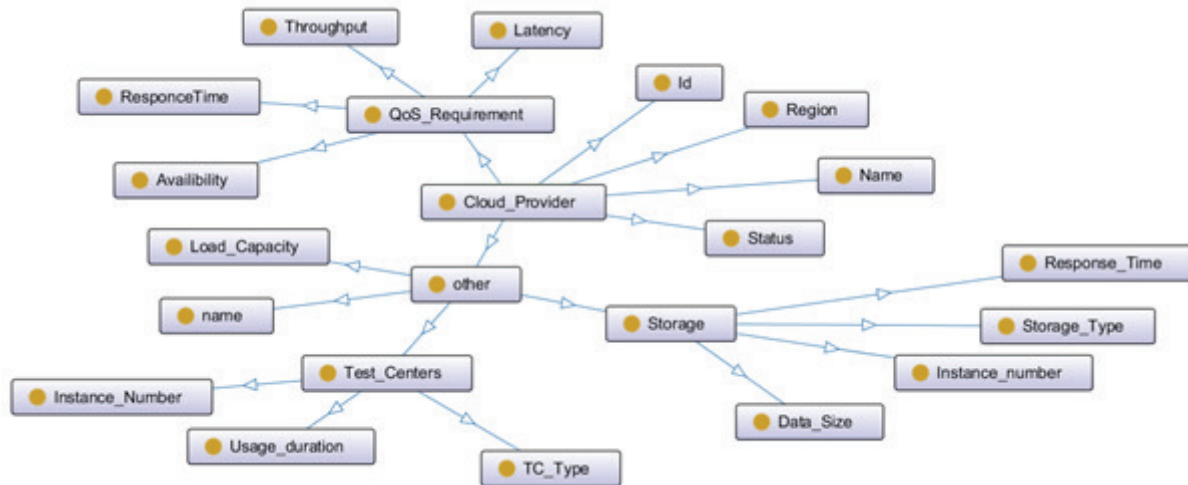 Throughput
Latency
Id
ResponceTime
Region
QoS_Requirement
Availibility
Name
Cloud_Provider
Status
Load_Capacity
Response_Time
other
name
Storage
Storage_Type
Test_Centers
Instance_number
Instance_Number
Data_Size
Usage_duration
TC_Type